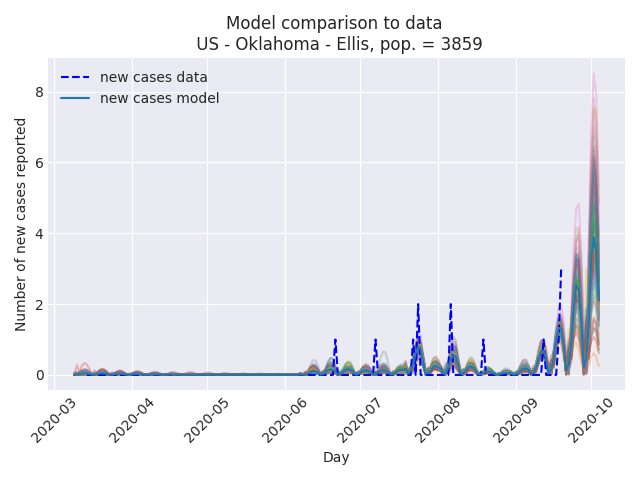 Model comparison to data
US - Oklahoma - Ellis, pop. = 3859
new cases data
new cases model
Number of new cases reported
8
6
4
2
0
2020-03
2020-04
2020-05
2020-06
2020-07
2020-08
2020-09
2020-10
Day